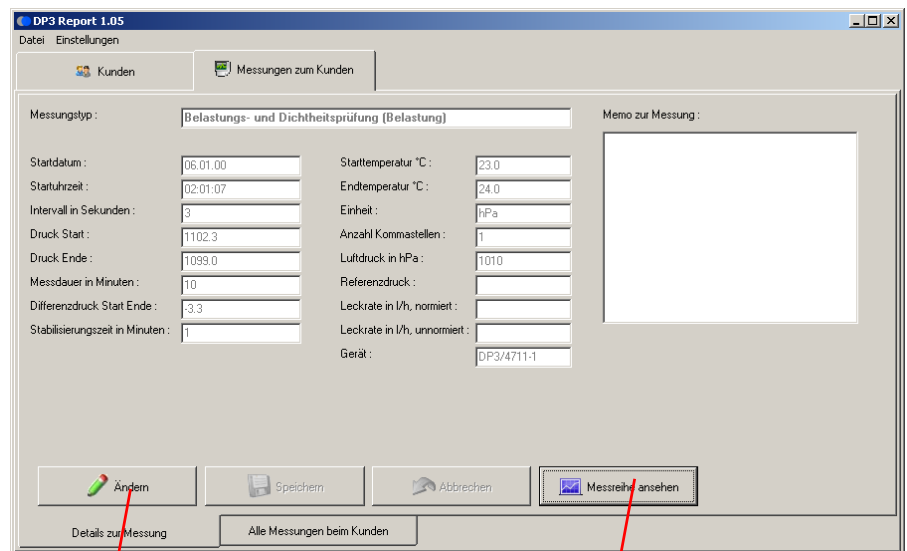 DP3 Report 1.05
Datei Einstellungen
Kunden
Messungen zum Kunden
Messungstyp :
Belastungs- und Dichtheitsprüfung (Belastung)
Memo zur Messung :
Startdatum :
06.01.00
Starttemperatur °C :
23.0
Startuhrzeit :
02:01:07
Endtemperatur °C :
24.0
Intervall in Sekunden :
3
Einheit :
hPa
Druck Start :
1102.3
Anzahl Kommastellen :
1
Druck Ende :
1099.0
Luftdruck in hPa :
1010
Messdauer in Minuten :
10
Referenzdruck :
Differenzdruck Start Ende :
-3.3
Leckrate in l/h, normiert :
Stabilisierungszeit in Minuten :
1
Leckrate in l/h, unnormiert :
Gerät :
DP3/4711-1
Ändern
Speichern
Abbrechen
Messreihe ansehen
Details zur Messung
Alle Messungen beim Kunden